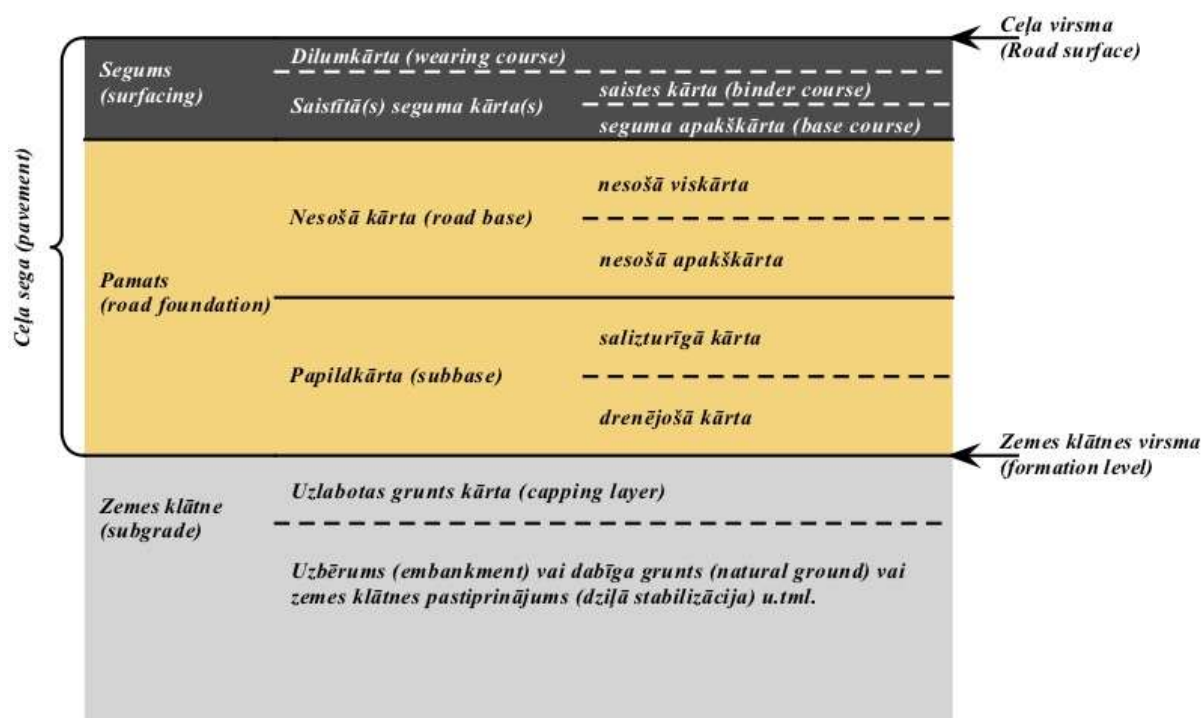 Ceļa virsma
(Road surface)
Dilumkārta (wearing course)
Segums
(surfacing)
Saistītā(s) seguma kārta(s)
saistes kārta (binder course)
seguma apakškārta (base course)
Ceļa sega (pavement)
nesošā viskārta
Nesošā kārta (road base)
nesošā apakškārta
Pamats
(road foundation)
salizturīgā kārta
Papildkārta (subbase)
drenējošā kārta
Zemes klātnes virsma
(formation level)
Uzlabotas grunts kārta (capping layer)
Zemes klātne
(subgrade)
Uzbērums (embankment) vai dabīga grunts (natural ground) vai
zemes klātnes pastiprinājums (dziļā stabilizācija) u.tml.